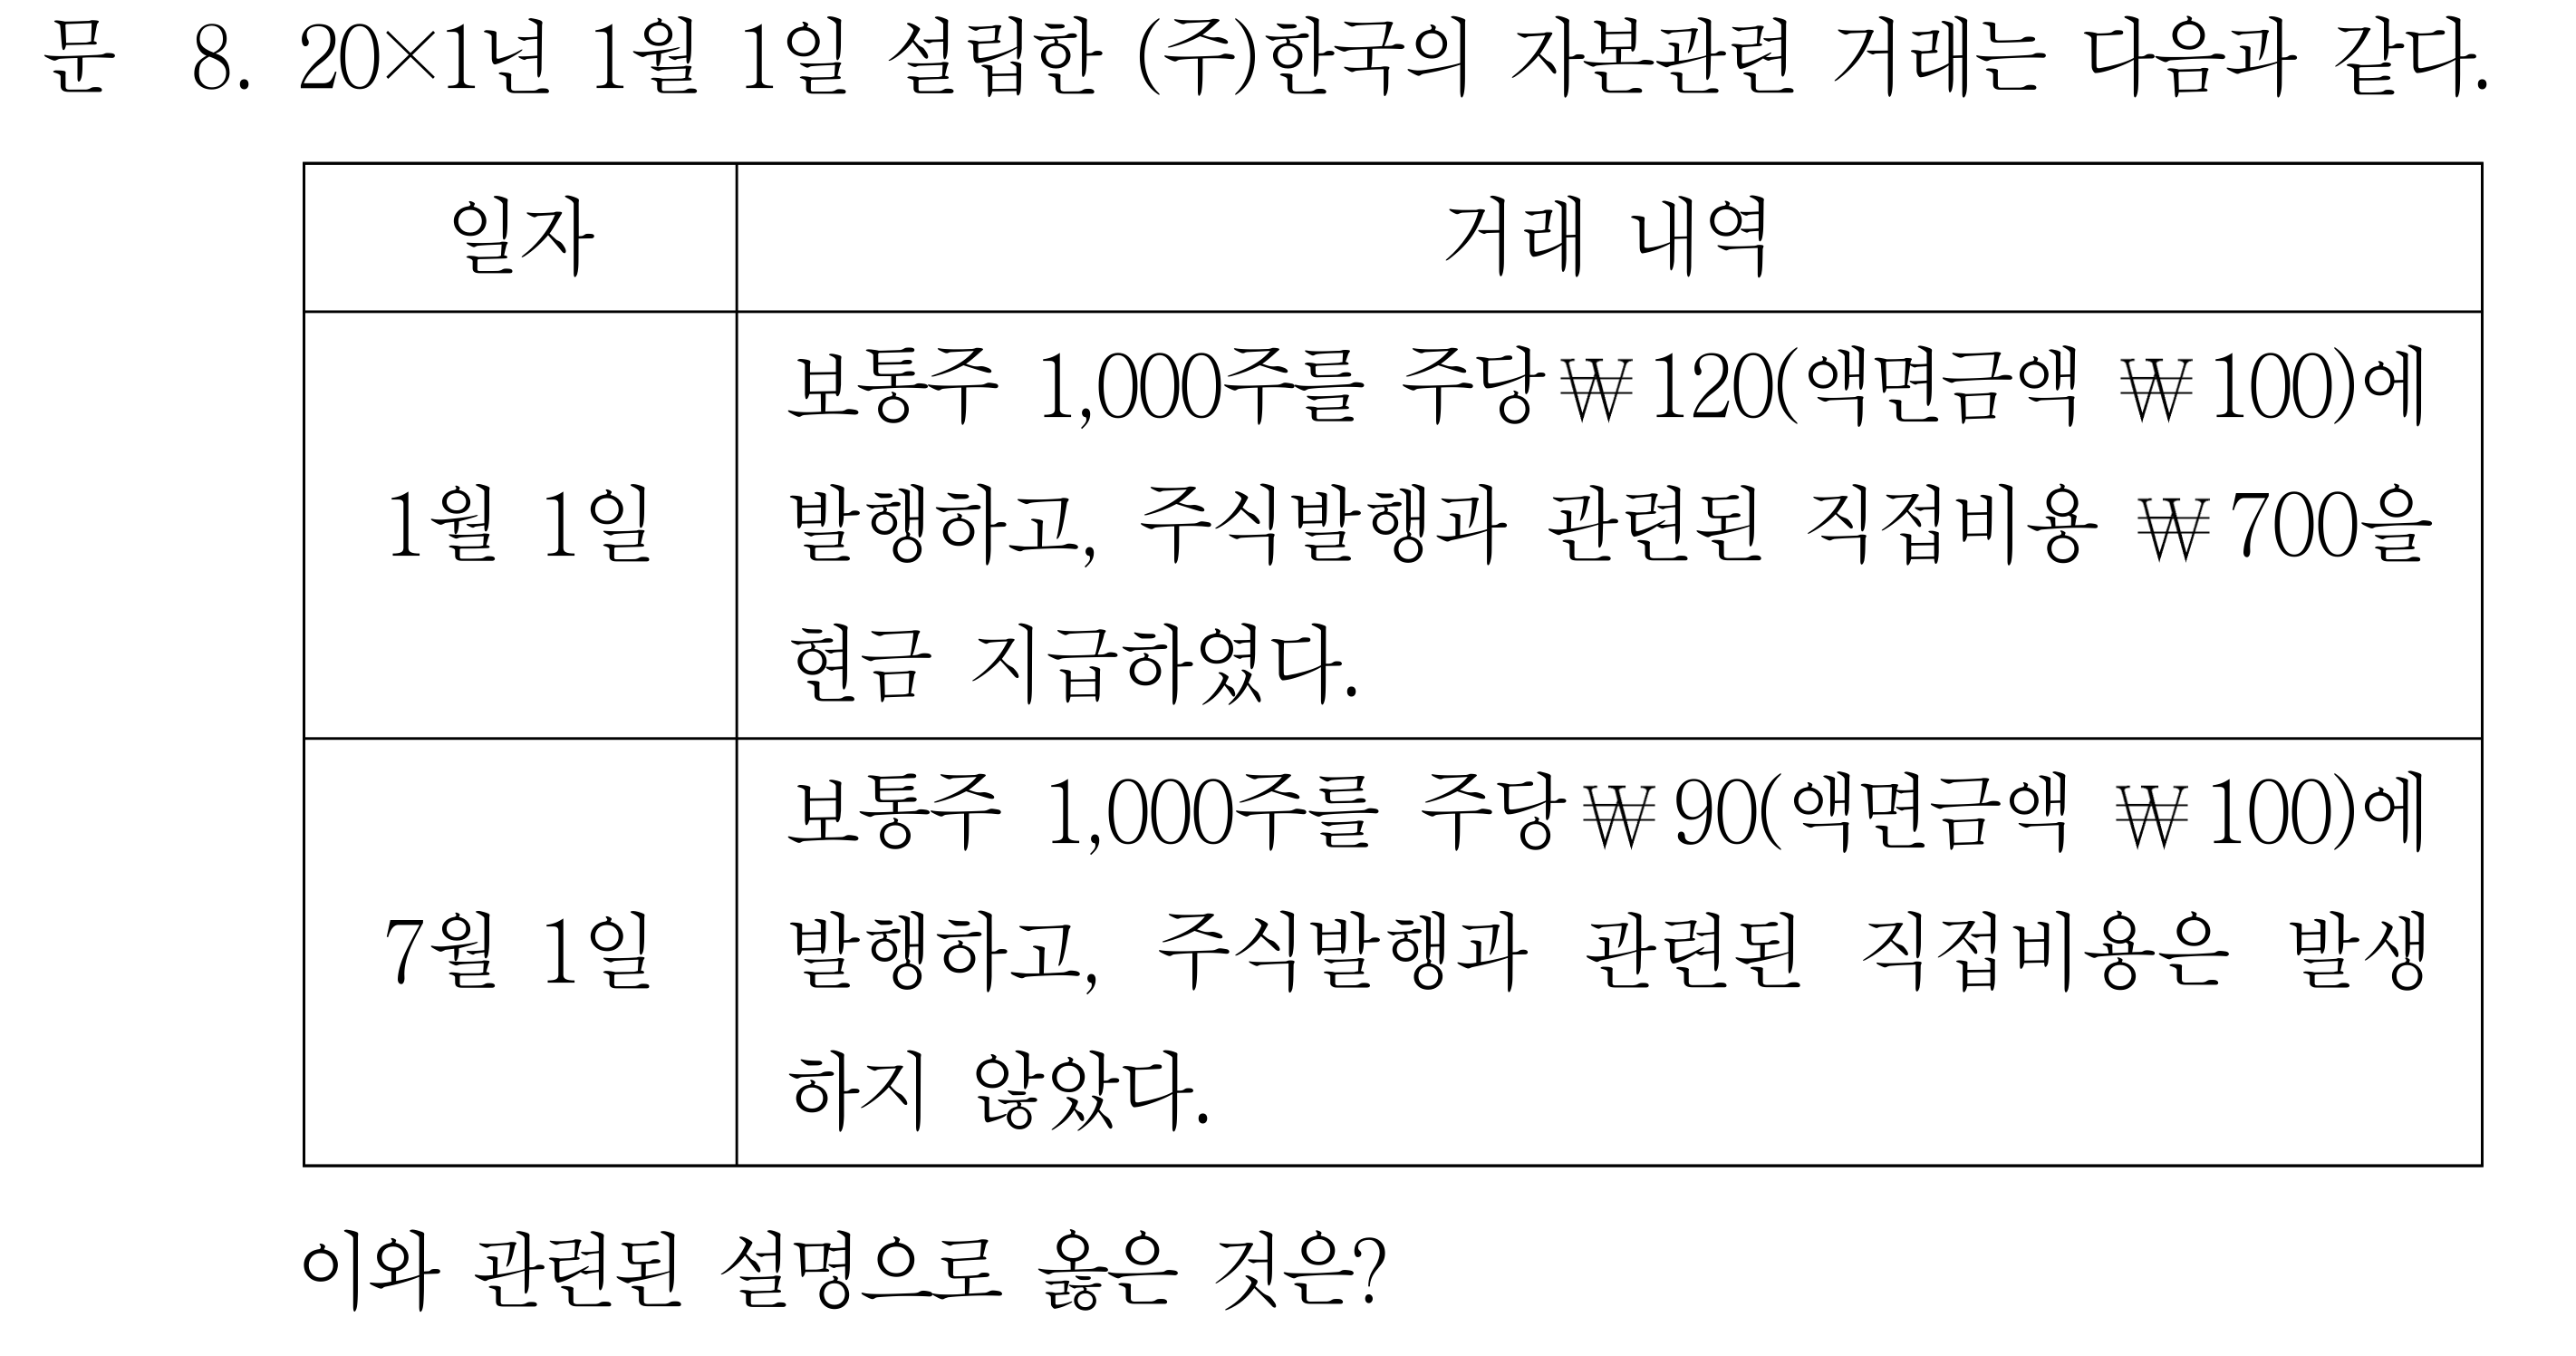 문 8. 20×1년 1월 1일 설립한 (주)한국의 자본관련 거래는 다음과 같다.
일자 거래 내역
1월 1일
보통주 1,000주를 주당₩120(액면금액 ₩100)에
발행하고, 주식발행과 관련된 직접비용 ₩700을
현금 지급하였다.
7월 1일
보통주 1,000주를 주당₩90(액면금액 ₩100)에
발행하고, 주식발행과 관련된 직접비용은 발생
하지 않았다.
이와 관련된 설명으로 옳은 것은?